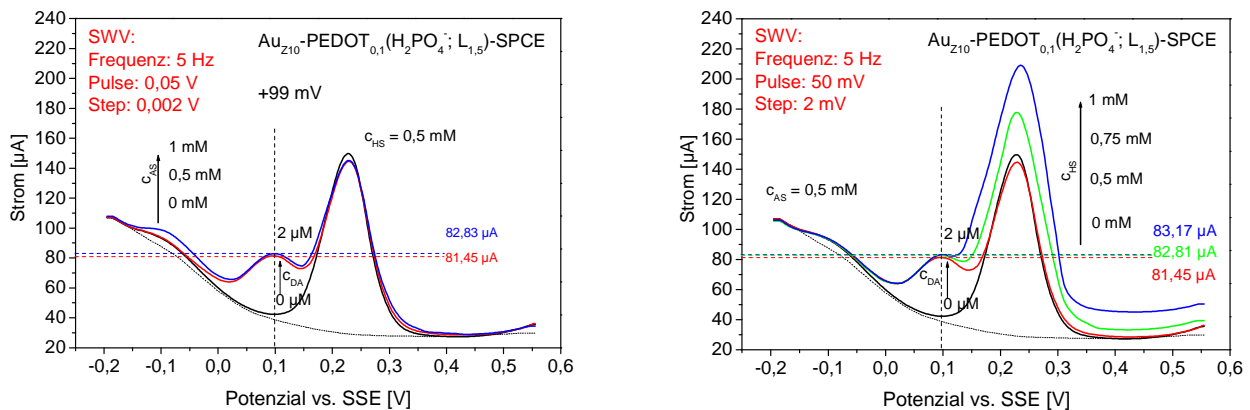 240
220
200
180
160
140
120
100
80
60
40
20
Strom [µA]
SWV:
Frequenz: 5 Hz
Pulse: 0,05 V
Step: 0,002 V
Au_Z10-PEDOT_0,1(H_2PO_4^-; L_1,5)-SPCE
+99 mV
c_HS = 0,5 mM
c_AS
1 mM
0,5 mM
0 mM
2 µM
c_DA
0 µM
82,83 µA
81,45 µA
-0,2 -0,1 0,0 0,1 0,2 0,3 0,4 0,5 0,6
Potenzial vs. SSE [V]
240
220
200
180
160
140
120
100
80
60
40
20
Strom [µA]
SWV:
Frequenz: 5 Hz
Pulse: 50 mV
Step: 2 mV
Au_Z10-PEDOT_0,1(H_2PO_4^-; L_1,5)-SPCE
c_HS
1 mM
0,75 mM
0,5 mM
0 mM
c_AS = 0,5 mM
2 µM
c_DA
0 µM
83,17 µA
82,81 µA
81,45 µA
-0,2 -0,1 0,0 0,1 0,2 0,3 0,4 0,5 0,6
Potenzial vs. SSE [V]